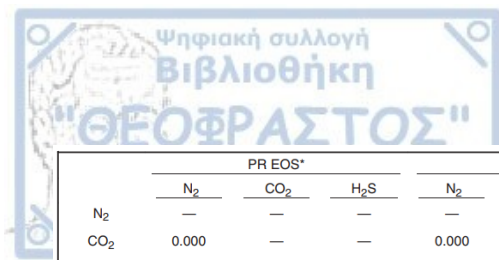 Ψηφιακή συλλογή
Βιβλιοθήκη
"ΘΕΟΦΡΑΣΤΟΣ"
PR EOS*
N₂ CO₂ H₂S N₂
N₂ — — — —
CO₂ 0.000 — — 0.000